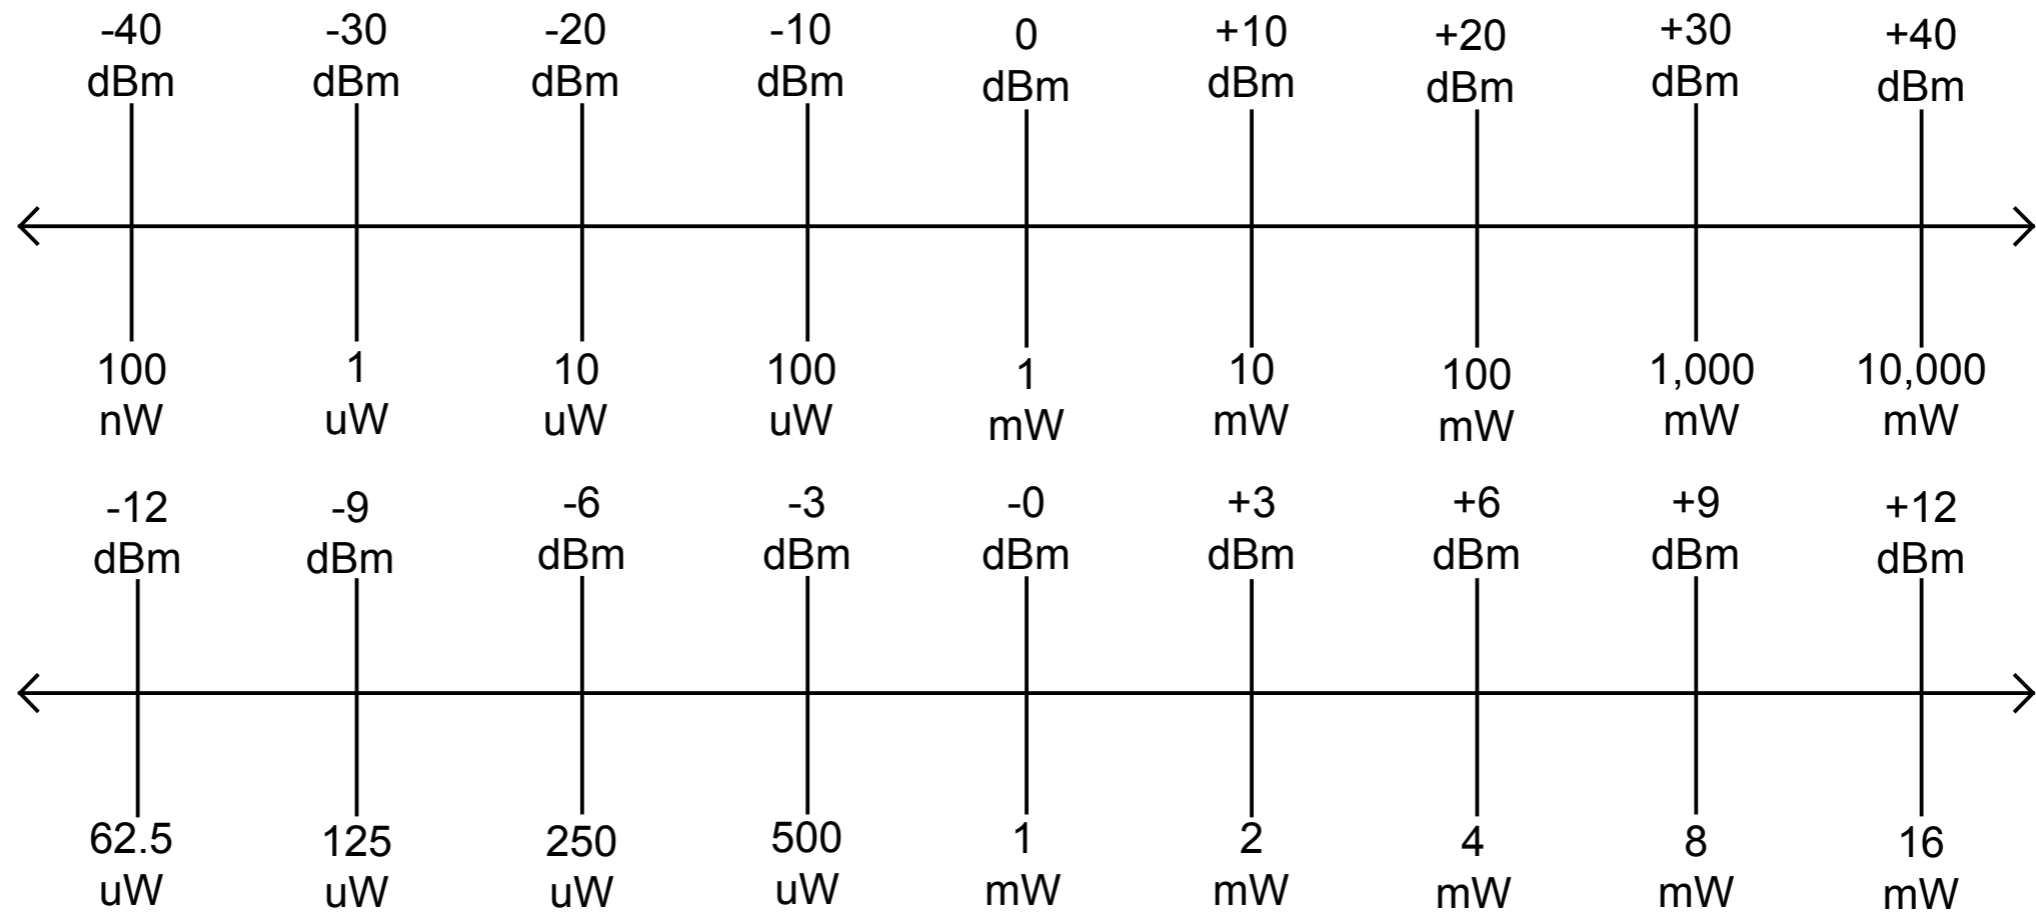 -40 -30 -20 -10 0 +10 +20 +30 +40
dBm dBm dBm dBm dBm dBm dBm dBm dBm
100 1 10 100 1 10 100 1,000 10,000
nW uW uW uW mW mW mW mW mW
-12 -9 -6 -3 -0 +3 +6 +9 +12
dBm dBm dBm dBm dBm dBm dBm dBm dBm
62.5 125 250 500 1 2 4 8 16
uW uW uW uW mW mW mW mW mW